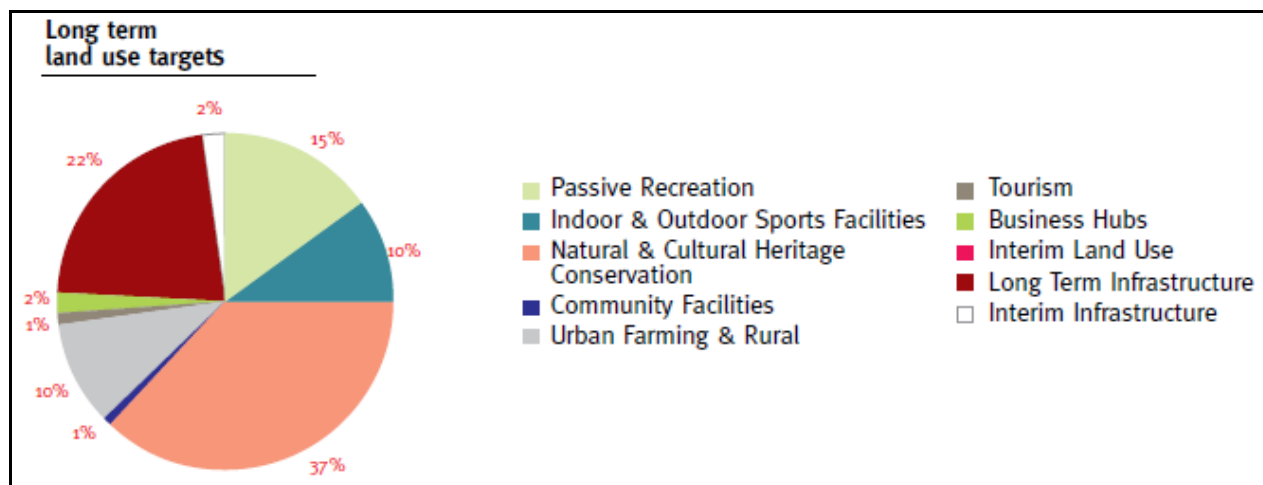 Long term
land use targets
2%
15%
22%
10%
2%
1%
10%
1%
37%
Passive Recreation
Indoor & Outdoor Sports Facilities
Natural & Cultural Heritage
Conservation
Community Facilities
Urban Farming & Rural
Tourism
Business Hubs
Interim Land Use
Long Term Infrastructure
Interim Infrastructure